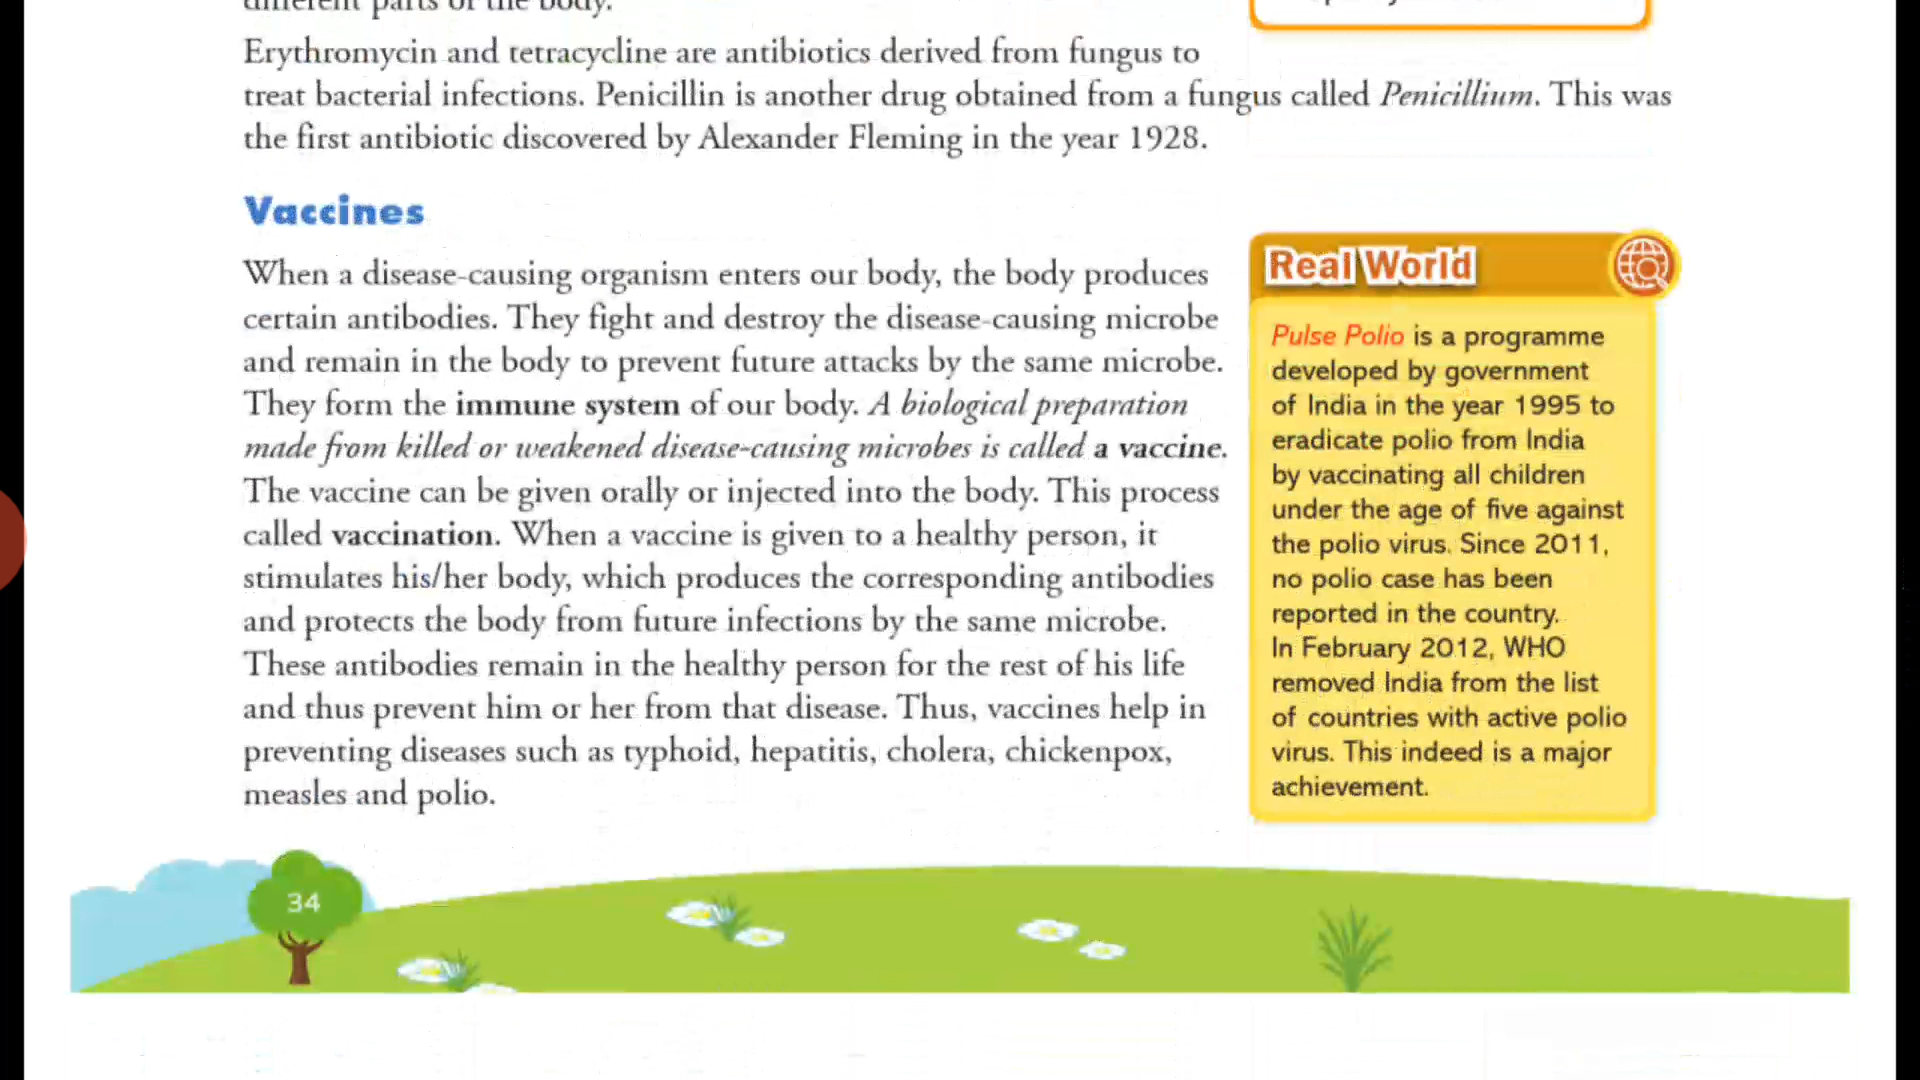 different parts of the body.
Erythromycin and tetracycline are antibiotics derived from fungus to
treat bacterial infections. Penicillin is another drug obtained from a fungus called Penicillium. This was
the first antibiotic discovered by Alexander Fleming in the year 1928.
Vaccines
When a disease-causing organism enters our body, the body produces
certain antibodies. They fight and destroy the disease-causing microbe
and remain in the body to prevent future attacks by the same microbe.
They form the immune system of our body. A biological preparation
made from killed or weakened disease-causing microbes is called a vaccine.
The vaccine can be given orally or injected into the body. This process
called vaccination. When a vaccine is given to a healthy person, it
stimulates his/her body, which produces the corresponding antibodies
and protects the body from future infections by the same microbe.
These antibodies remain in the healthy person for the rest of his life
and thus prevent him or her from that disease. Thus, vaccines help in
preventing diseases such as typhoid, hepatitis, cholera, chickenpox,
measles and polio.
Real World
Pulse Polio is a programme
developed by government
of India in the year 1995 to
eradicate polio from India
by vaccinating all children
under the age of five against
the polio virus. Since 2011,
no polio case has been
reported in the country.
In February 2012, WHO
removed India from the list
of countries with active polio
virus. This indeed is a major
achievement.
34